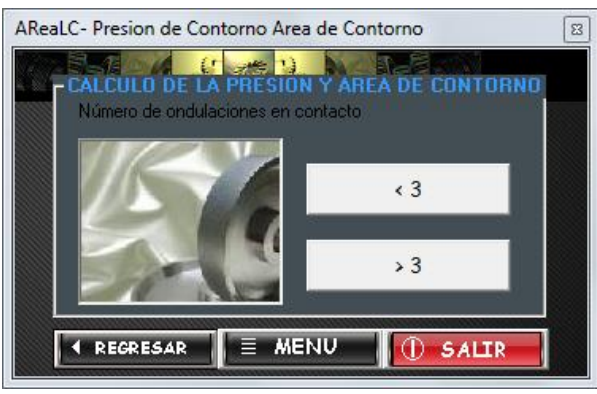 AReaLC- Presion de Contorno Area de Contorno
CALCULO DE LA PRESION Y AREA DE CONTORNO
Número de ondulaciones en contacto
< 3
> 3
REGRESAR
MENU
SALIR